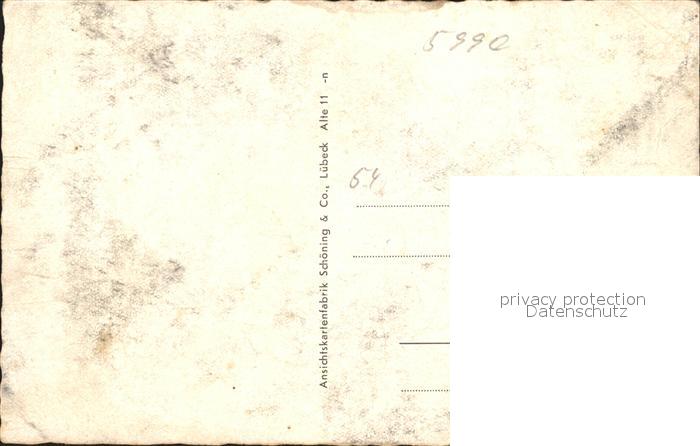 5990
54
Ansichtskartenfabrik Schöning & Co., Lübeck Alte 11 -n
privacy protection
Datenschutz